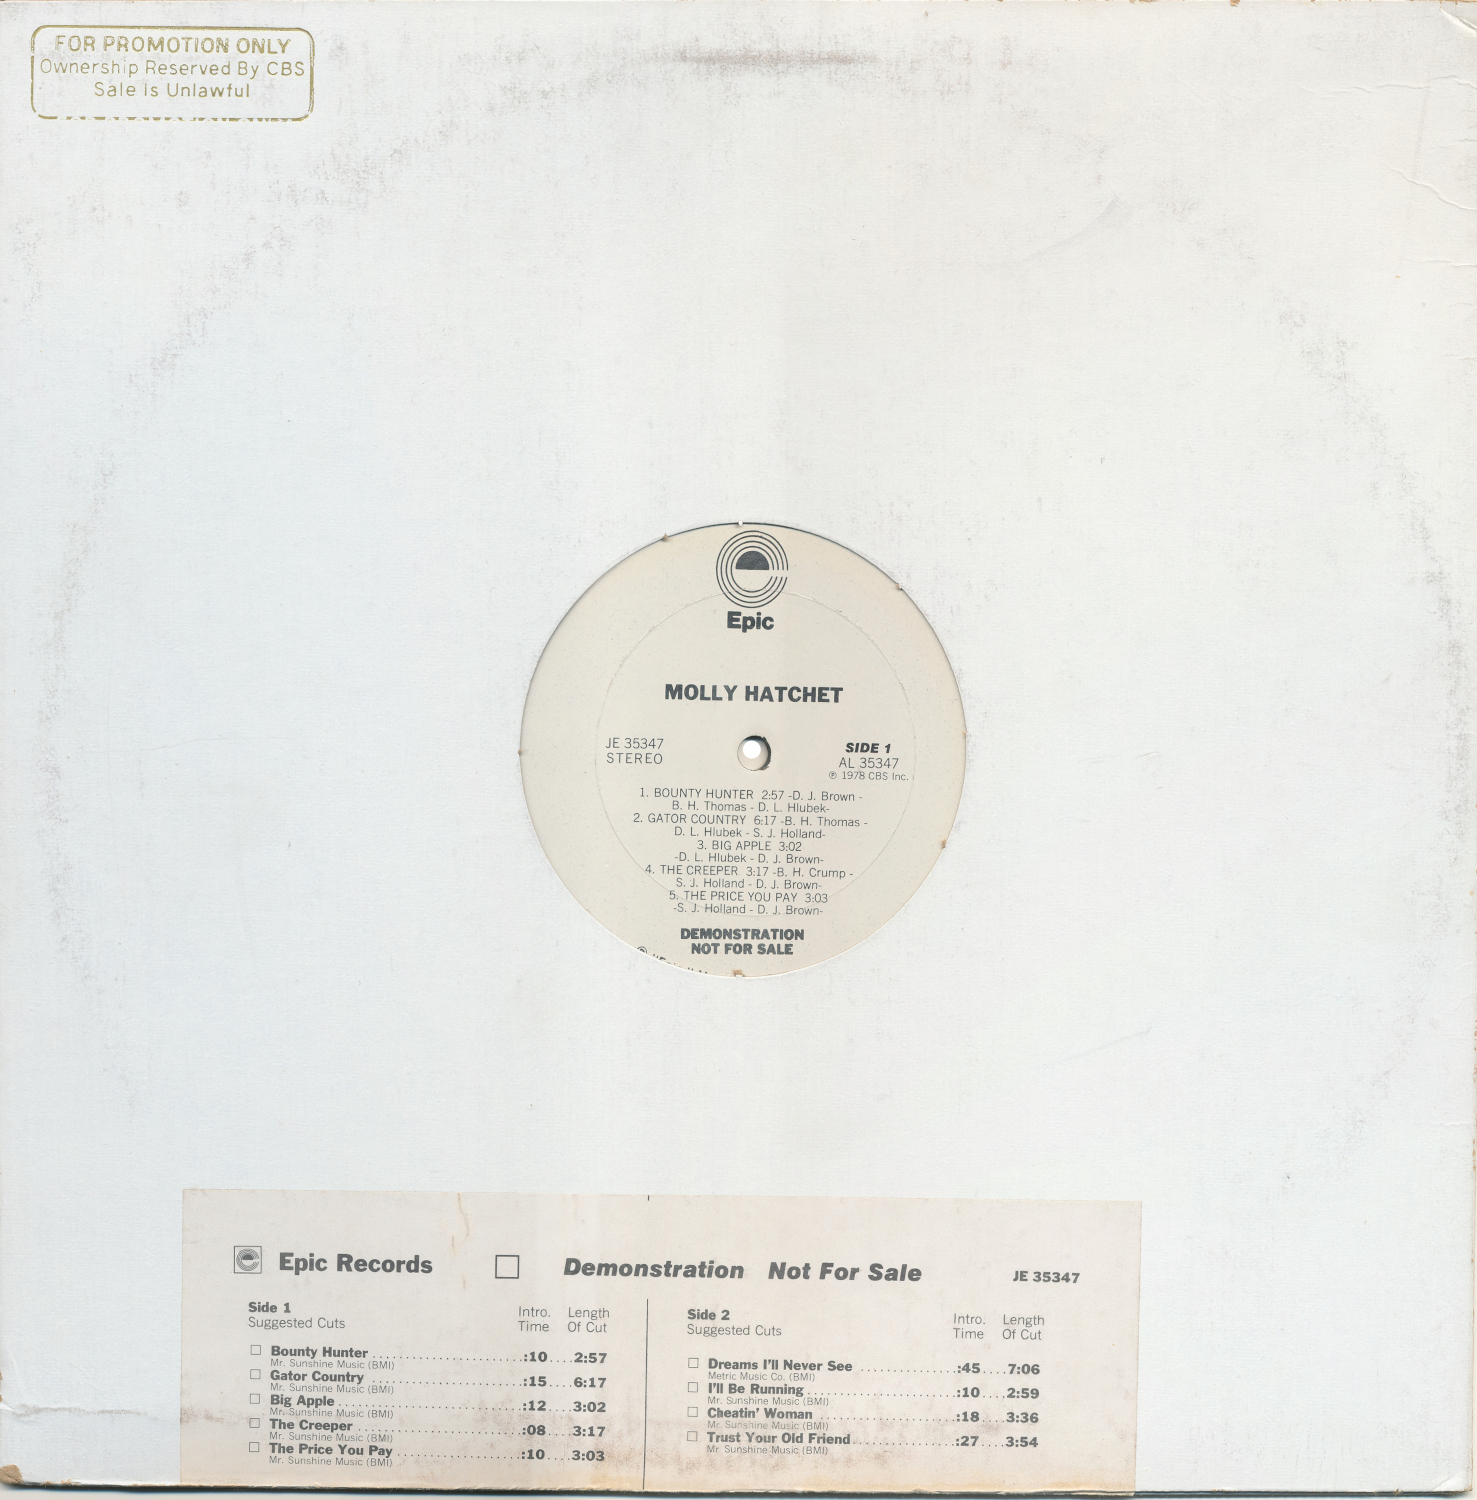 FOR PROMOTION ONLY
Ownership Reserved By CBS
Sale is Unlawful
Epic
MOLLY HATCHET
JE 35347
STEREO
SIDE 1
AL 35347
℗ 1978 CBS Inc.
1. BOUNTY HUNTER 2:57 -D. J. Brown -
B. H. Thomas - D. L. Hlubek-
2. GATOR COUNTRY 6:17 -B. H. Thomas -
D. L. Hlubek - S. J. Holland-
3. BIG APPLE 3:02
-D. L. Hlubek - D. J. Brown-
4. THE CREEPER 3:17 -B. H. Crump -
S. J. Holland - D. J. Brown-
5. THE PRICE YOU PAY 3:03
-S. J. Holland - D. J. Brown-
DEMONSTRATION
NOT FOR SALE
Epic Records Demonstration Not For Sale JE 35347
Side 1
Suggested Cuts
Intro. Time
Length Of Cut
Bounty Hunter :10 2:57
Mr. Sunshine Music (BMI)
Gator Country :15 6:17
Mr. Sunshine Music (BMI)
Big Apple :12 3:02
Mr. Sunshine Music (BMI)
The Creeper :08 3:17
Mr. Sunshine Music (BMI)
The Price You Pay :10 3:03
Mr. Sunshine Music (BMI)
Side 2
Suggested Cuts
Intro. Time
Length Of Cut
Dreams I'll Never See :45 7:06
Metric Music Co. (BMI)
I'll Be Running :10 2:59
Mr. Sunshine Music (BMI)
Cheatin' Woman :18 3:36
Mr. Sunshine Music (BMI)
Trust Your Old Friend :27 3:54
Mr. Sunshine Music (BMI)